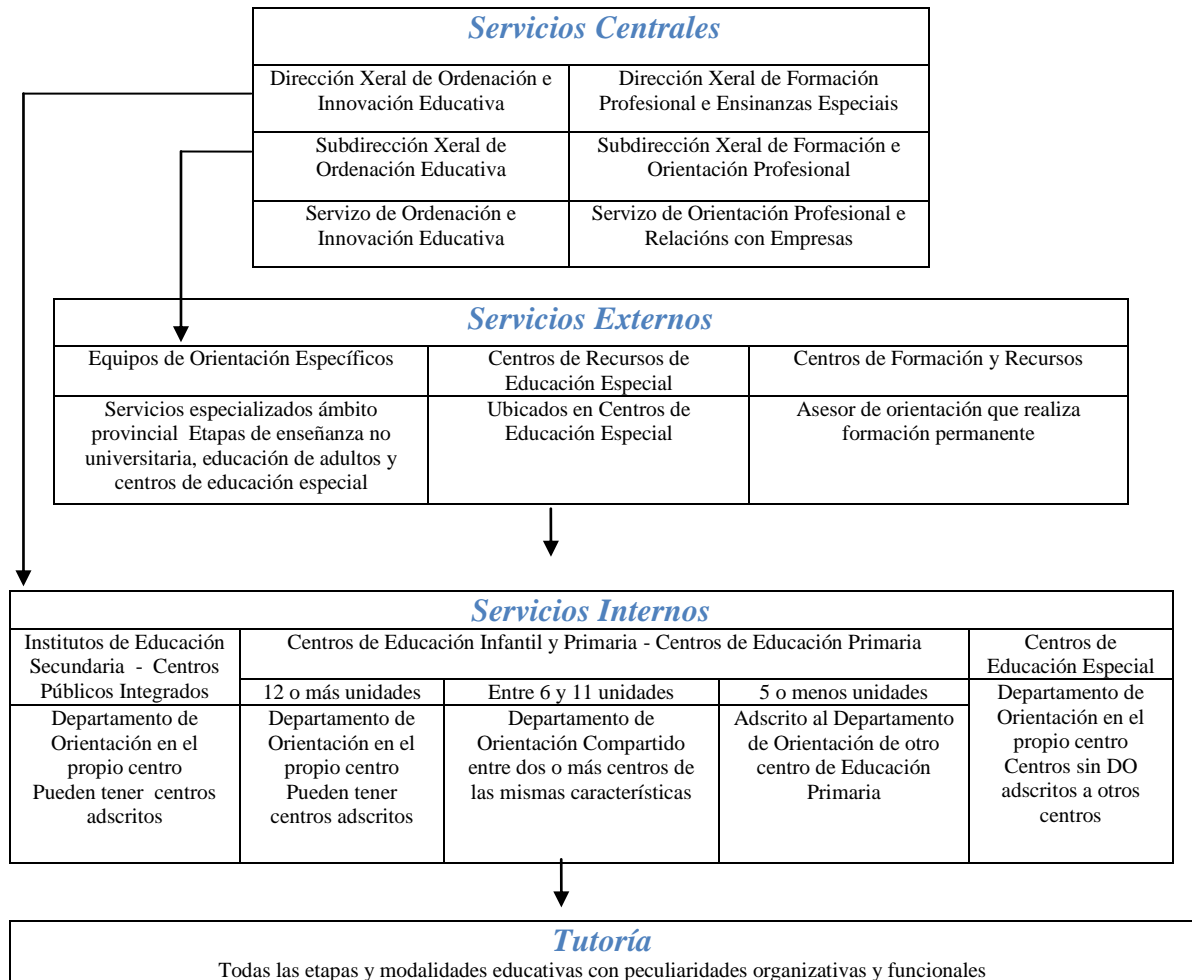 Servicios Centrales
Dirección Xeral de Ordenación e
Innovación Educativa
Dirección Xeral de Formación
Profesional e Ensinanzas Especiais
Subdirección Xeral de
Ordenación Educativa
Subdirección Xeral de Formación e
Orientación Profesional
Servizo de Ordenación e
Innovación Educativa
Servizo de Orientación Profesional e
Relacións con Empresas
Servicios Externos
Equipos de Orientación Específicos
Centros de Recursos de
Educación Especial
Centros de Formación y Recursos
Servicios especializados ámbito
provincial Etapas de enseñanza no
universitaria, educación de adultos y
centros de educación especial
Ubicados en Centros de
Educación Especial
Asesor de orientación que realiza
formación permanente
Servicios Internos
Institutos de Educación
Secundaria - Centros
Públicos Integrados
Centros de Educación Infantil y Primaria - Centros de Educación Primaria
Centros de
Educación Especial
12 o más unidades
Entre 6 y 11 unidades
5 o menos unidades
Departamento de
Orientación en el
propio centro
Pueden tener centros
adscritos
Departamento de
Orientación en el
propio centro
Pueden tener
centros adscritos
Departamento de
Orientación Compartido
entre dos o más centros de
las mismas características
Adscrito al Departamento
de Orientación de otro
centro de Educación
Primaria
Departamento de
Orientación en el
propio centro
Centros sin DO
adscritos a otros
centros
Tutoría
Todas las etapas y modalidades educativas con peculiaridades organizativas y funcionales